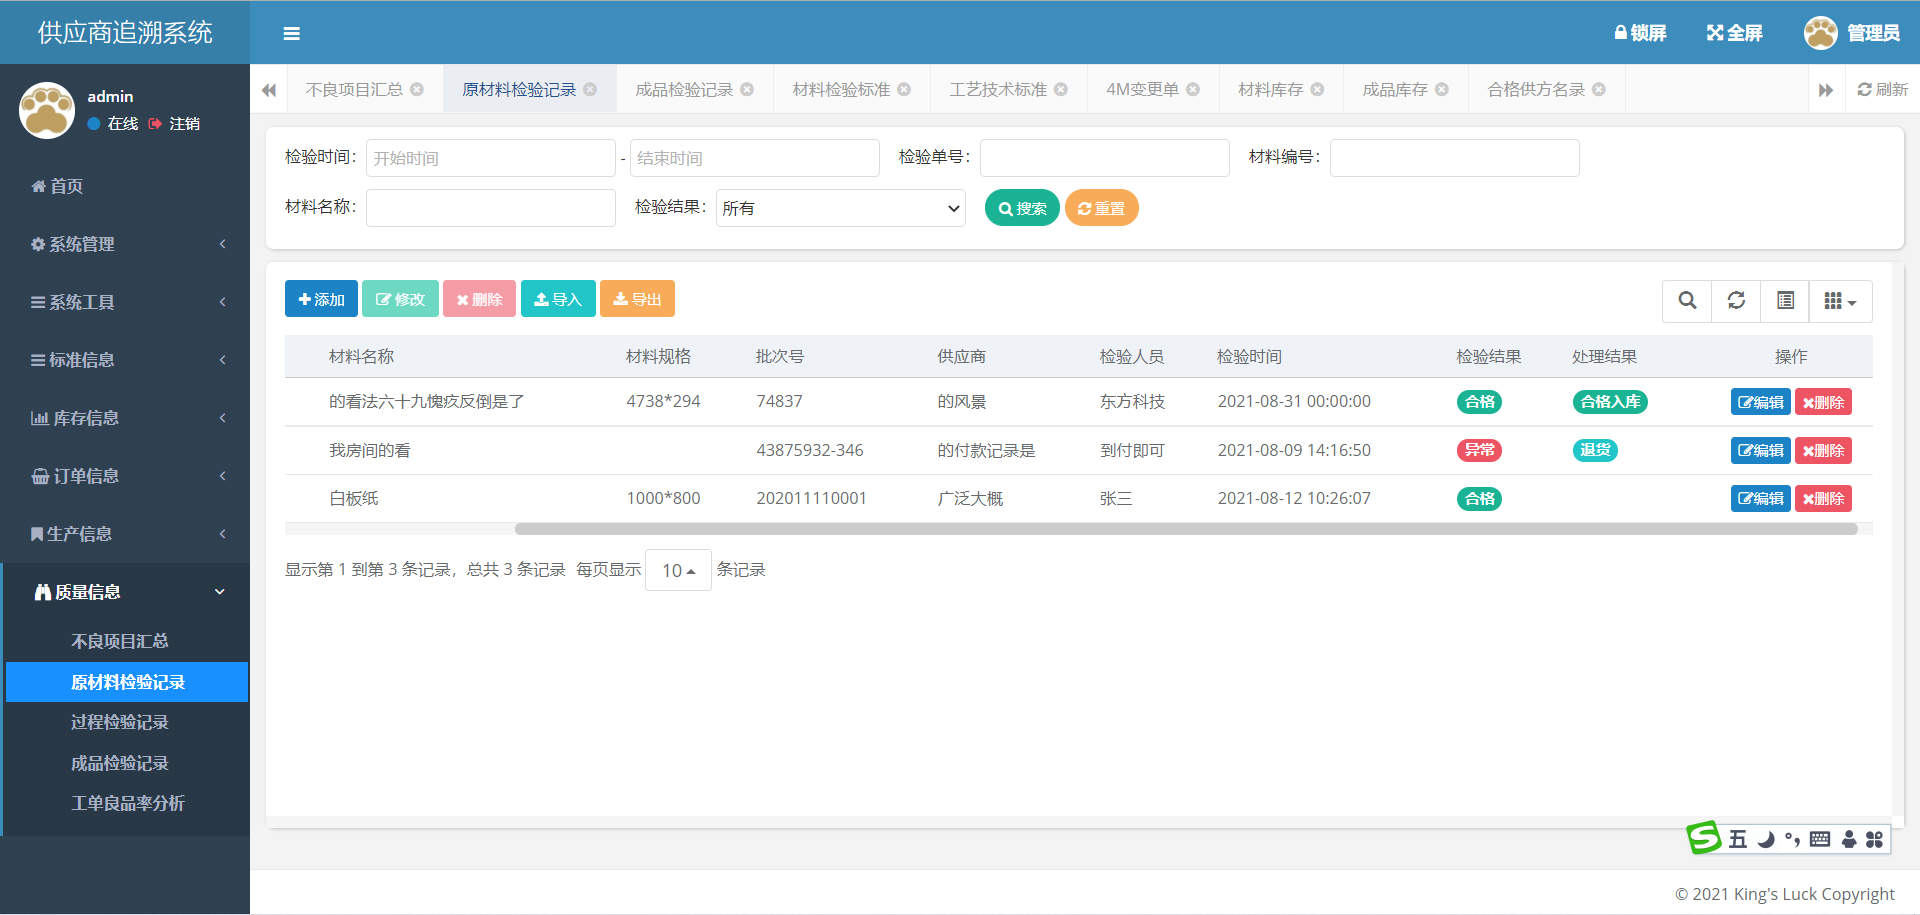 供应商追溯系统
锁屏 全屏 管理员
admin
在线 注销
不良项目汇总 原材料检验记录 成品检验记录 材料检验标准 工艺技术标准 4M变更单 材料库存 成品库存 合格供方名录 刷新
首页
系统管理
系统工具
标准信息
库存信息
订单信息
生产信息
质量信息
不良项目汇总
原材料检验记录
过程检验记录
成品检验记录
工单良品率分析
检验时间: 开始时间 - 结束时间 检验单号: 材料编号:
材料名称: 检验结果: 所有 搜索 重置
添加 修改 删除 导入 导出
材料名称 材料规格 批次号 供应商 检验人员 检验时间 检验结果 处理结果 操作
的看法六十九愧疚反倒是了 4738*294 74837 的风景 东方科技 2021-08-31 00:00:00 合格 合格入库 编辑 删除
我房间的看 43875932-346 的付款记录是 到付即可 2021-08-09 14:16:50 异常 退货 编辑 删除
白板纸 1000*800 202011110001 广泛大概 张三 2021-08-12 10:26:07 合格 编辑 删除
显示第 1 到第 3 条记录，总共 3 条记录 每页显示 10 条记录
五
© 2021 King's Luck Copyright